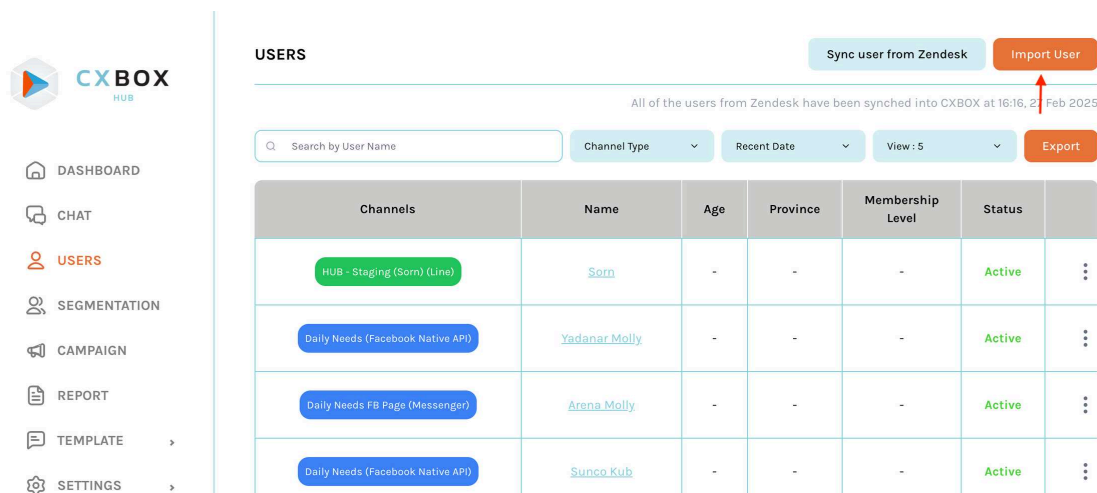 CXBOX
HUB
DASHBOARD
CHAT
USERS
SEGMENTATION
CAMPAIGN
REPORT
TEMPLATE
SETTINGS
USERS
Sync user from Zendesk
Import User
All of the users from Zendesk have been synched into CXBOX at 16:16, 27 Feb 2025
Search by User Name
Channel Type
Recent Date
View : 5
Export
Channels Name Age Province Membership Level Status
HUB - Staging (Sorn) (Line) Sorn - - - Active
Daily Needs (Facebook Native API) Yadanar Molly - - - Active
Daily Needs FB Page (Messenger) Arena Molly - - - Active
Daily Needs (Facebook Native API) Sunco Kub - - - Active